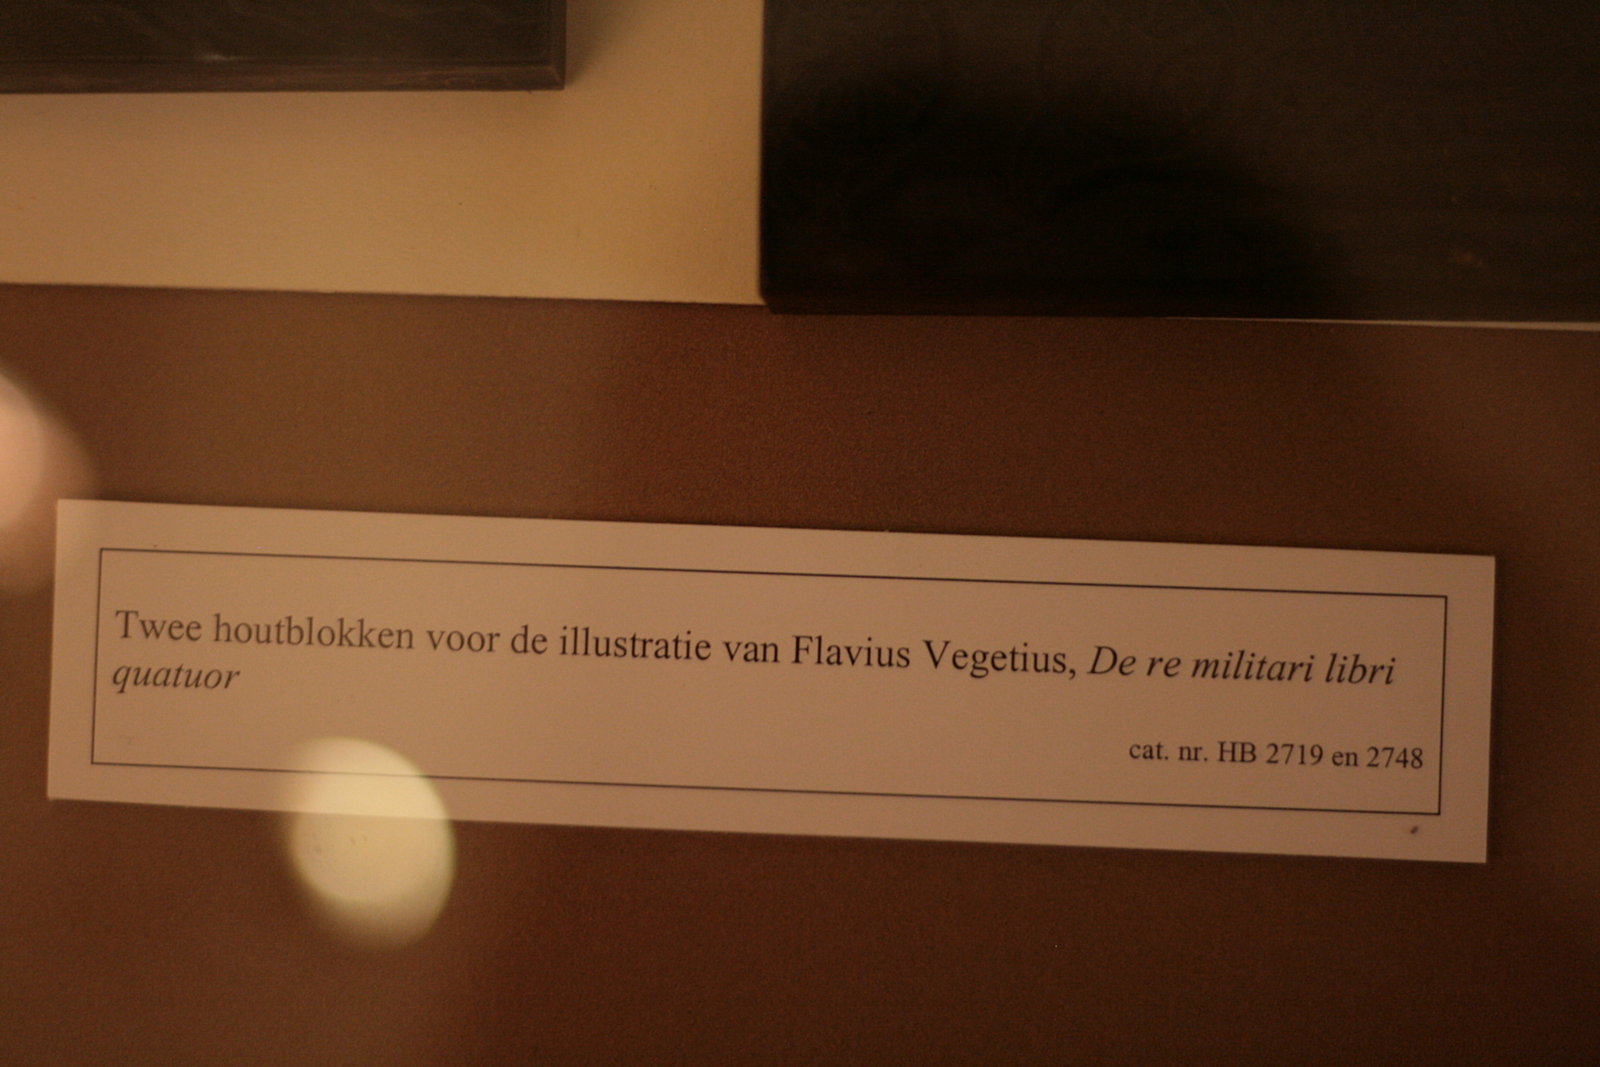 Twee houtblokken voor de illustratie van Flavius Vegetius, De re militari libri
quatuor
cat. nr. HB 2719 en 2748